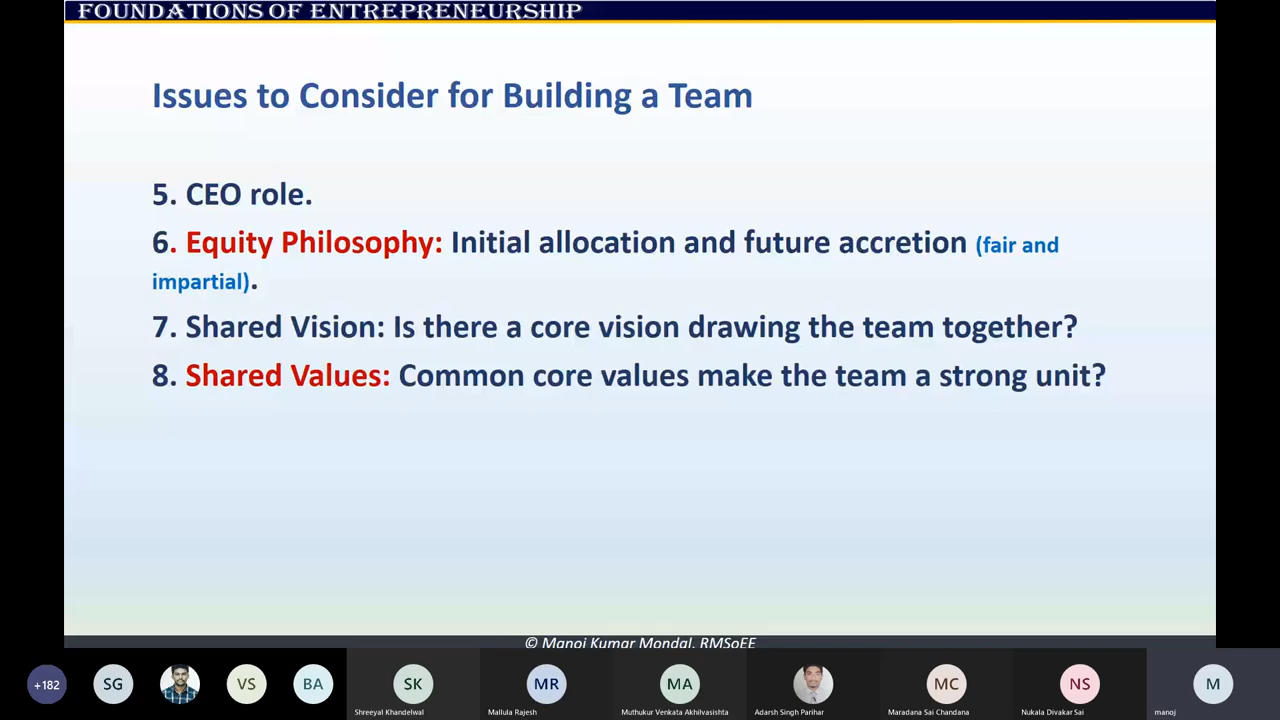 FOUNDATIONS OF ENTREPRENEURSHIP
Issues to Consider for Building a Team
5. CEO role.
6. Equity Philosophy: Initial allocation and future accretion (fair and
impartial).
7. Shared Vision: Is there a core vision drawing the team together?
8. Shared Values: Common core values make the team a strong unit?
© Manoj Kumar Mondal, RMSoEE
+182 SG VS BA SK MR MA MC NS M
Shreeyal Khandelwal Mallula Rajesh Muthukur Venkata Akhilvasishta Adarsh Singh Parihar Maradana Sai Chandana Nukala Divakar Sai manoj